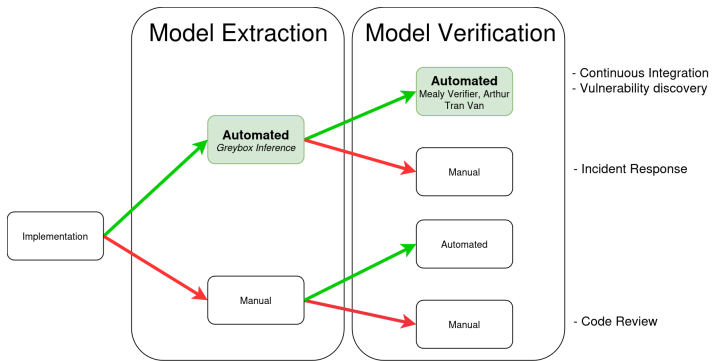 Model Extraction
Model Verification
Automated
Mealy Verifier, Arthur
Tran Van
- Continuous Integration
- Vulnerability discovery
Automated
Greybox Inference
Manual
- Incident Response
Implementation
Automated
Manual
Manual
- Code Review